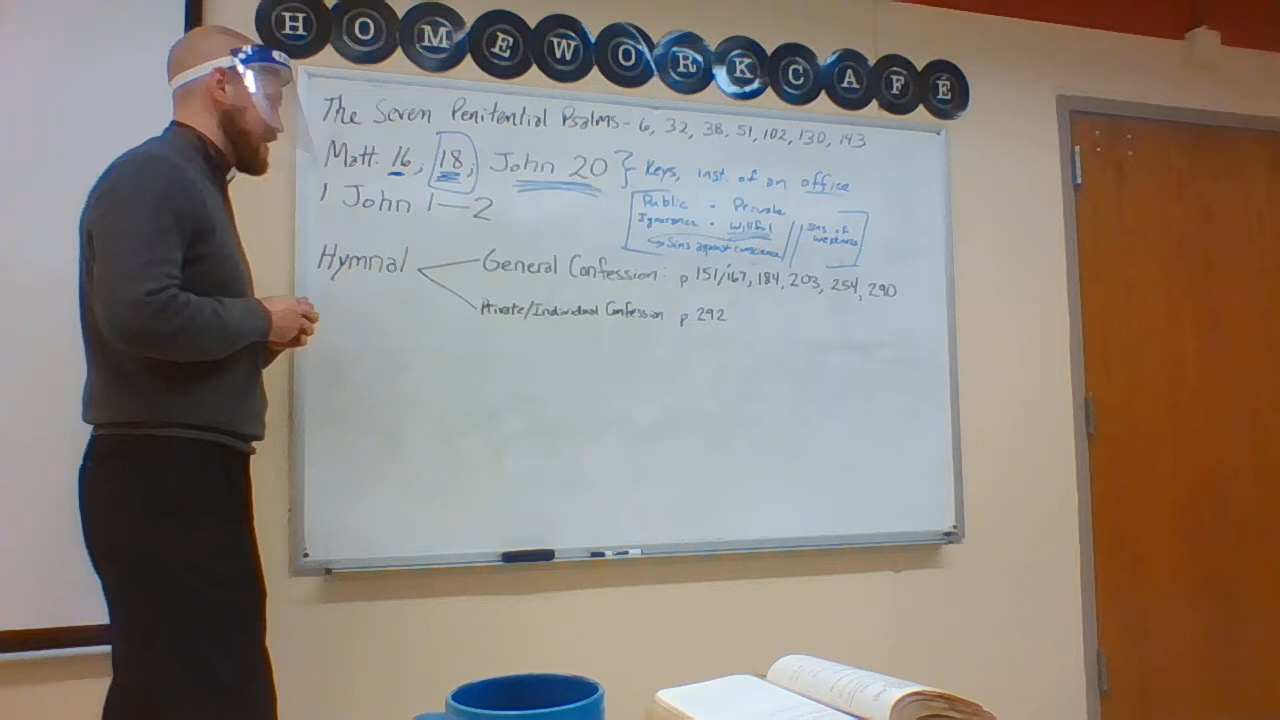 HOMEWORK CAFÉ
The Seven Penitential Psalms - 6, 32, 38, 51, 102, 130, 143
Matt. 16, 18, John 20 } Keys, inst. of an office
1 John 1-2
Public - Private
Ignorance - Willful // Sins of weakness
↳ Sins against conscience
Hymnal
General Confession: p 151/167, 184, 203, 254, 290
Private/Individual Confession p 292